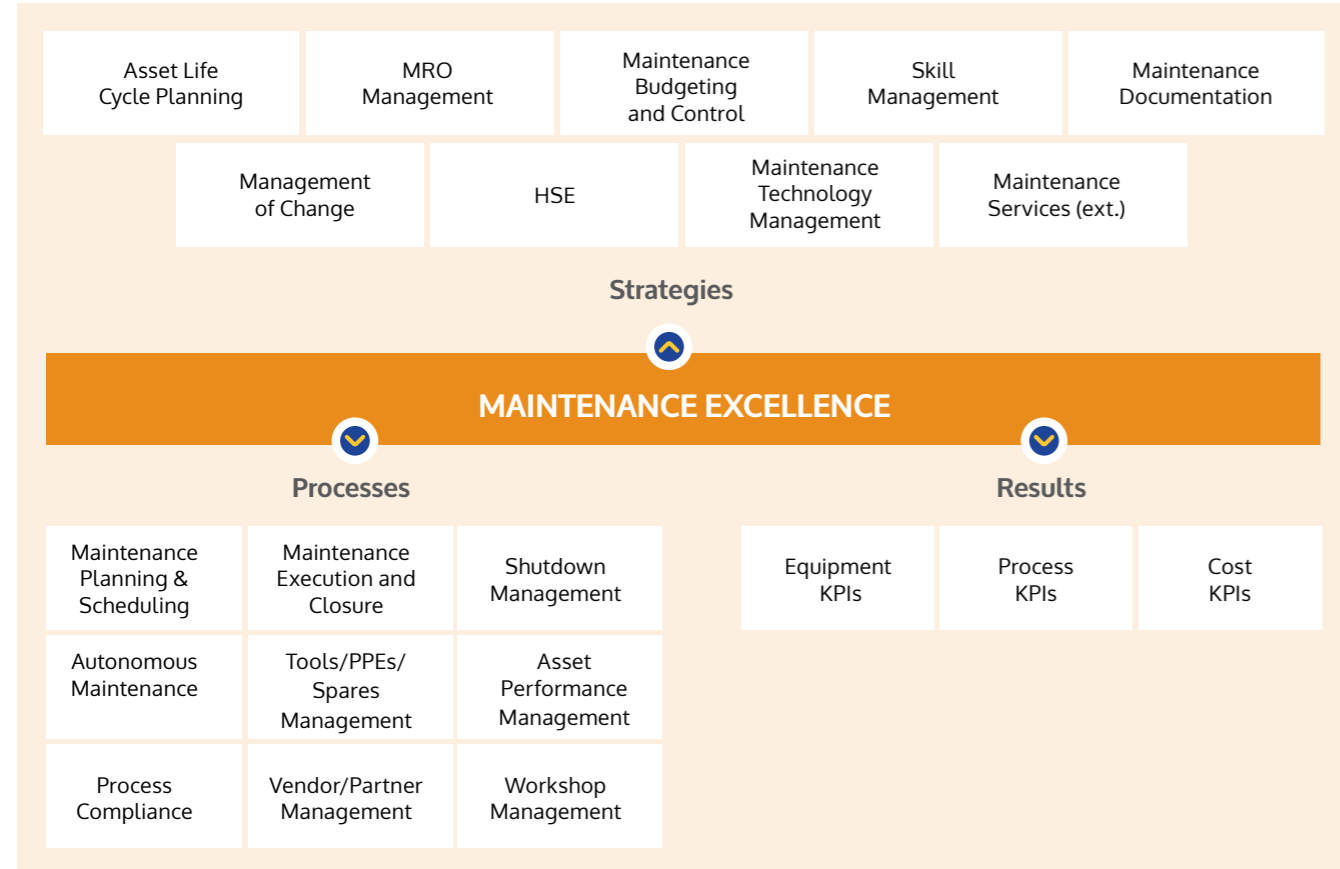 Asset Life
Cycle Planning
MRO
Management
Maintenance
Budgeting
and Control
Skill
Management
Maintenance
Documentation
Management
of Change
HSE
Maintenance
Technology
Management
Maintenance
Services (ext.)
Strategies
MAINTENANCE EXCELLENCE
Processes
Results
Maintenance
Planning &
Scheduling
Maintenance
Execution and
Closure
Shutdown
Management
Equipment
KPIs
Process
KPIs
Cost
KPIs
Autonomous
Maintenance
Tools/PPEs/
Spares
Management
Asset
Performance
Management
Process
Compliance
Vendor/Partner
Management
Workshop
Management